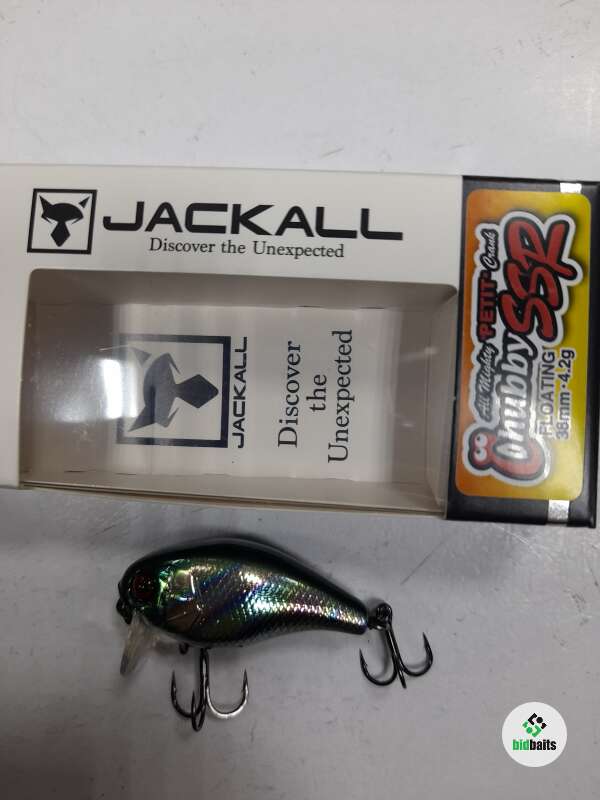 JACKALL
Discover the Unexpected
JACKALL
Discover
the
Unexpected
All Mighty "PETIT" Crank
Chubby SSR
FLOATING
38mm·4.2g
bidbaits